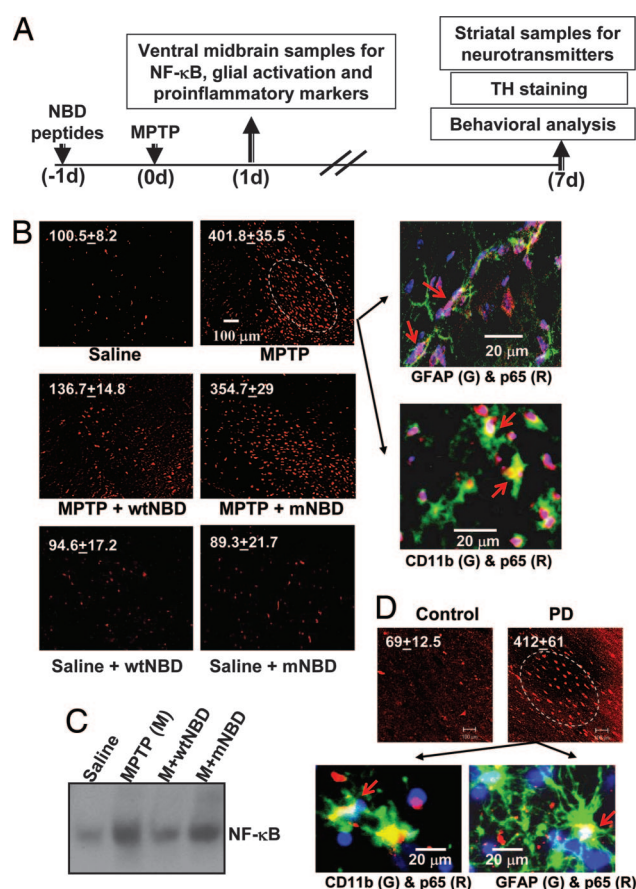 A
Ventral midbrain samples for
NF-κB, glial activation and
proinflammatory markers
Striatal samples for
neurotransmitters
TH staining
Behavioral analysis
NBD
peptides
MPTP
(-1d)
(0d)
(1d)
(7d)
B
100.5±8.2
Saline
401.8±35.5
100 μm
MPTP
20 μm
GFAP (G) & p65 (R)
136.7±14.8
MPTP + wtNBD
354.7±29
MPTP + mNBD
20 μm
CD11b (G) & p65 (R)
94.6±17.2
Saline + wtNBD
89.3±21.7
Saline + mNBD
C
Saline
MPTP (M)
M+wtNBD
M+mNBD
NF-κB
D
Control
PD
69±12.5
412±61
20 μm
CD11b (G) & p65 (R)
20 μm
GFAP (G) & p65 (R)